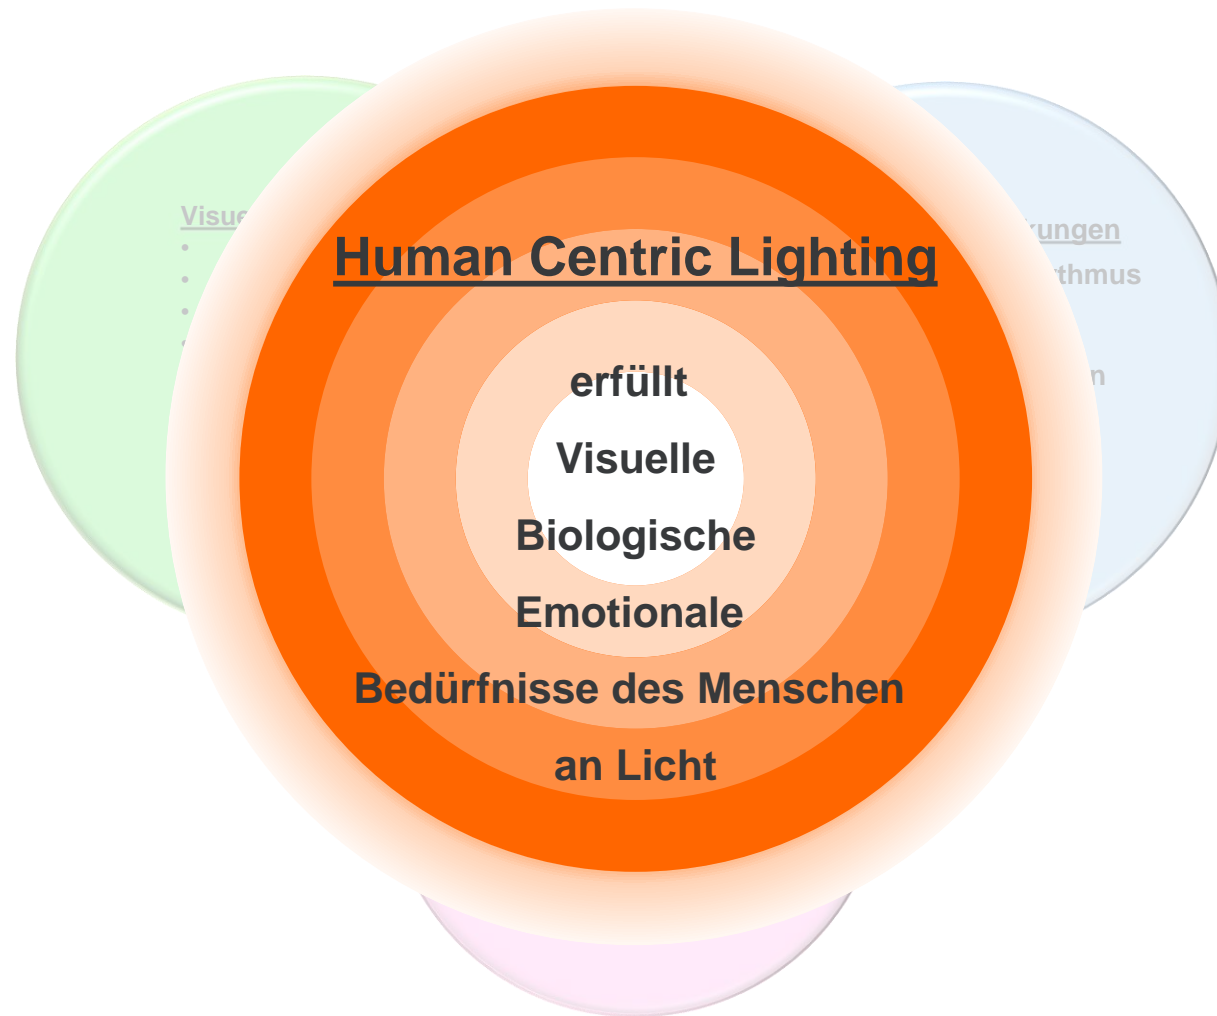 Human Centric Lighting
erfüllt
Visuelle
Biologische
Emotionale
Bedürfnisse des Menschen
an Licht